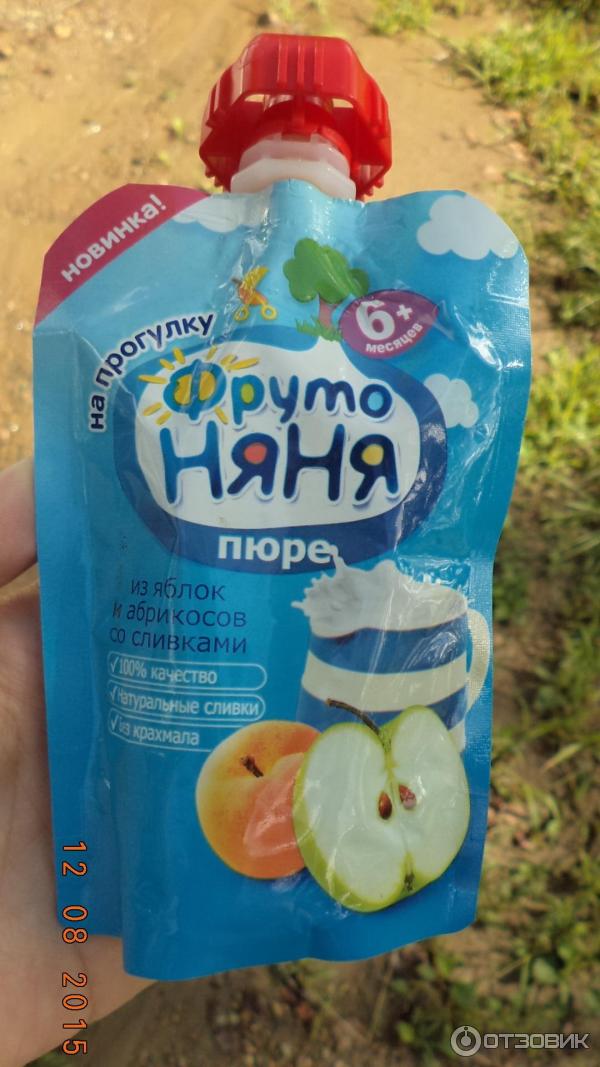 новинка!
на прогулку
6+
месяцев
Фруто
НЯНЯ
пюре
из яблок
и абрикосов
со сливками
100% качество
Натуральные сливки
Без крахмала
12 08 2015
ОТЗОВИК